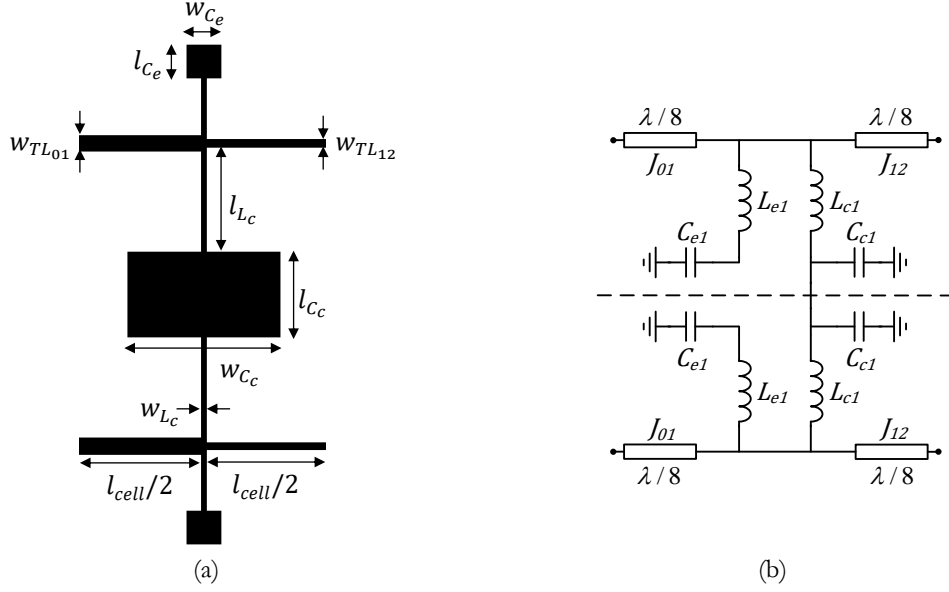 w_{C_e}
l_{C_e}
w_{TL_{01}}
w_{TL_{12}}
l_{L_c}
l_{C_c}
w_{C_c}
w_{L_c}
l_{cell}/2
l_{cell}/2
(a)
λ/8
λ/8
J_{01}
J_{12}
L_{e1}
L_{c1}
C_{e1}
C_{c1}
C_{e1}
C_{c1}
L_{e1}
L_{c1}
J_{01}
J_{12}
λ/8
λ/8
(b)